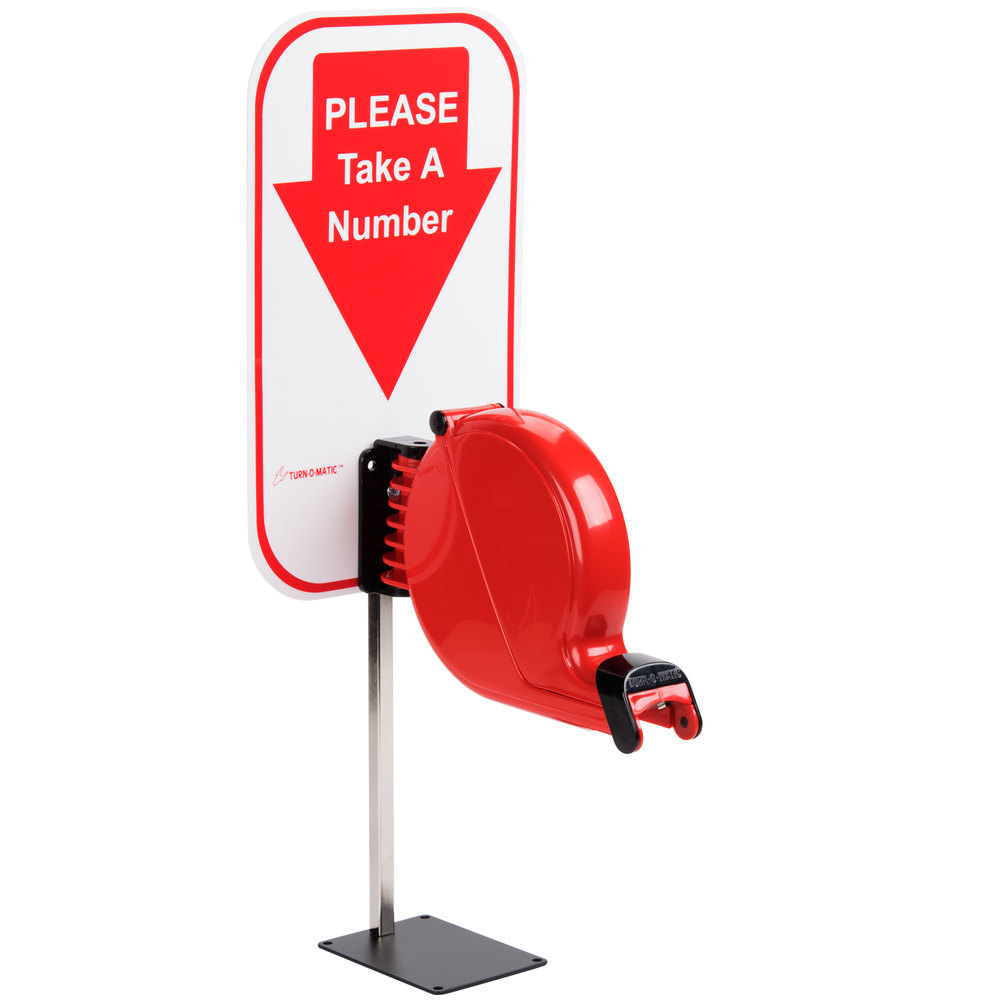 PLEASE
Take A
Number
TURN-O-MATIC™
TURN-O-MATIC